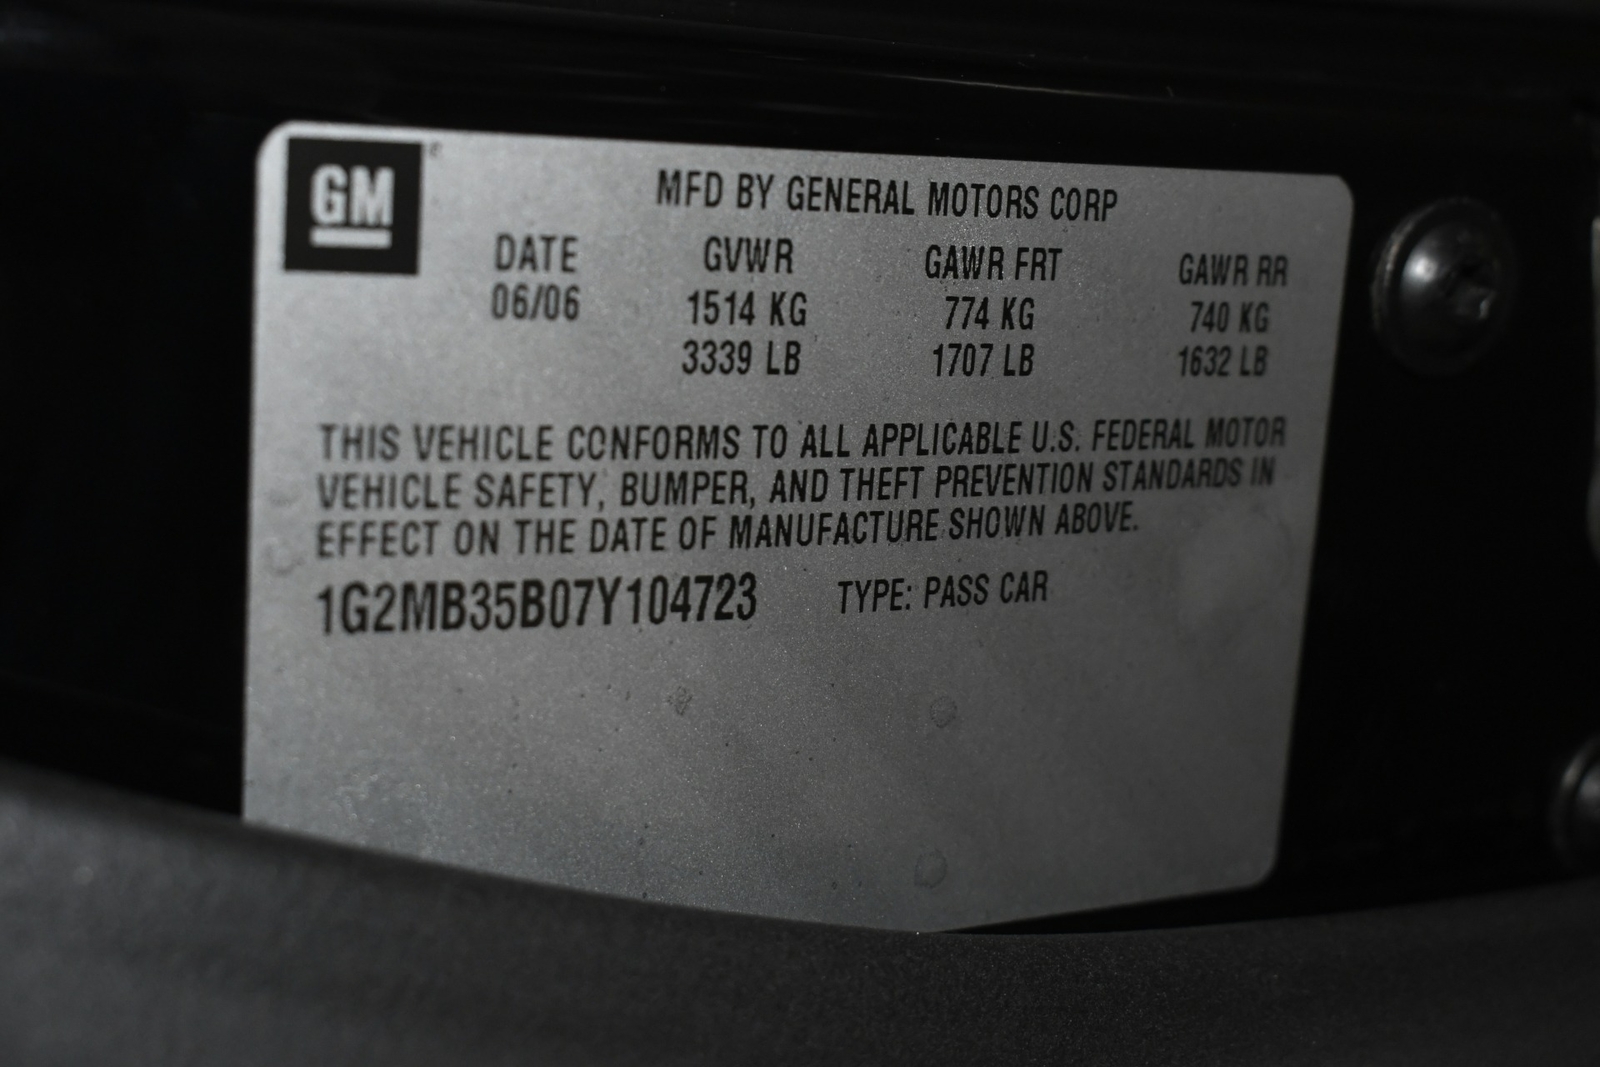 GM
MFD BY GENERAL MOTORS CORP
DATE GVWR GAWR FRT GAWR RR
06/06 1514 KG 774 KG 740 KG
3339 LB 1707 LB 1632 LB
THIS VEHICLE CONFORMS TO ALL APPLICABLE U.S. FEDERAL MOTOR
VEHICLE SAFETY, BUMPER, AND THEFT PREVENTION STANDARDS IN
EFFECT ON THE DATE OF MANUFACTURE SHOWN ABOVE.
1G2MB35B07Y104723 TYPE: PASS CAR